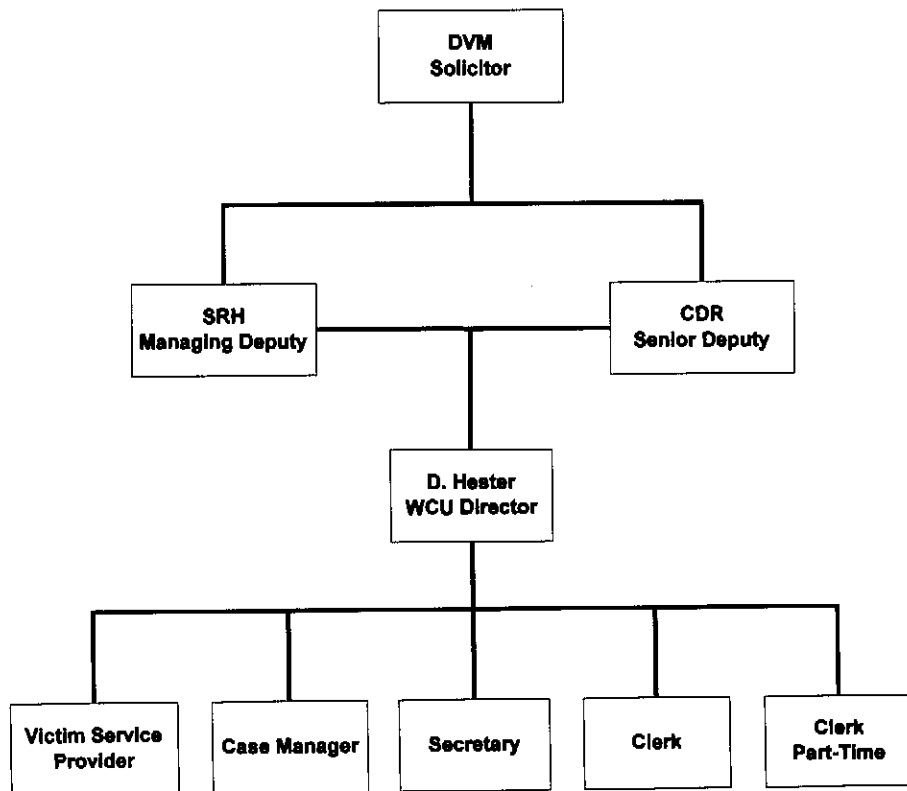 DVM
Solicitor
SRH
Managing Deputy
CDR
Senior Deputy
D. Hester
WCU Director
Victim Service
Provider
Case Manager
Secretary
Clerk
Clerk
Part-Time